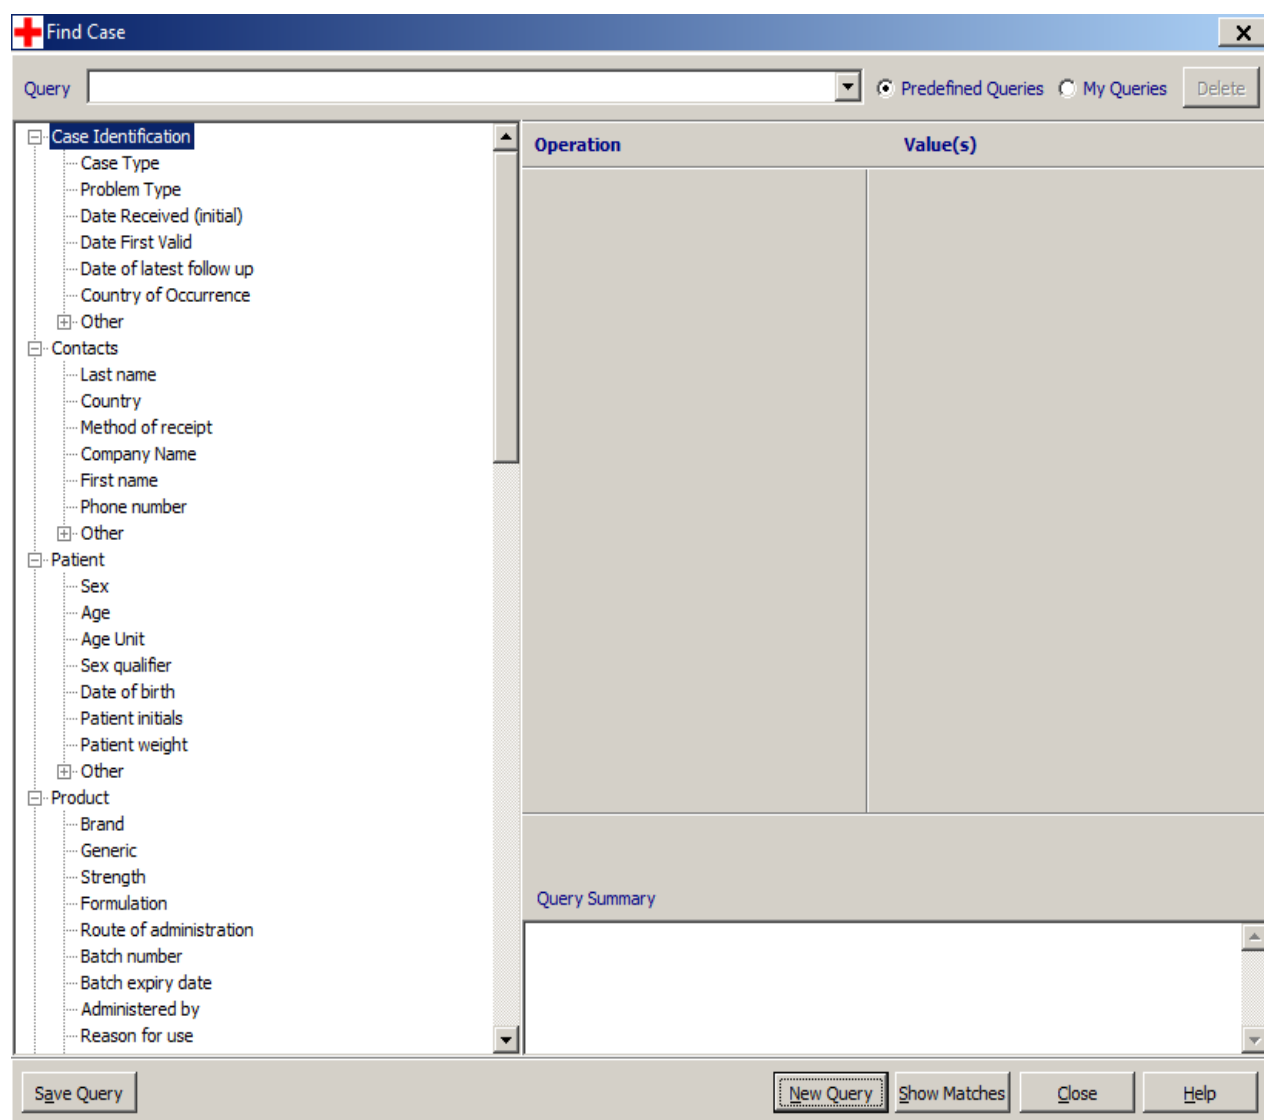 Find Case
Query
Predefined Queries
My Queries
Delete
Case Identification
Case Type
Problem Type
Date Received (initial)
Date First Valid
Date of latest follow up
Country of Occurrence
Other
Contacts
Last name
Country
Method of receipt
Company Name
First name
Phone number
Other
Patient
Sex
Age
Age Unit
Sex qualifier
Date of birth
Patient initials
Patient weight
Other
Product
Brand
Generic
Strength
Formulation
Route of administration
Batch number
Batch expiry date
Administered by
Reason for use
Operation
Value(s)
Query Summary
Save Query
New Query
Show Matches
Close
Help